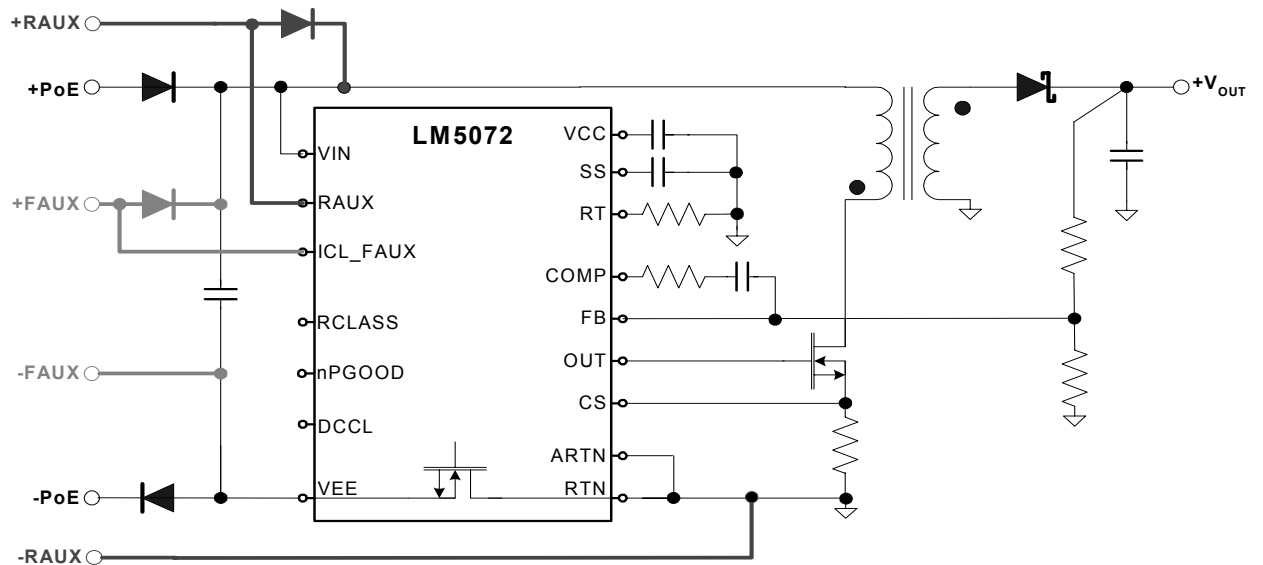 +RAUX
+PoE
+V OUT
LM5072
VIN
VCC
SS
RAUX
+FAUX
RT
ICL_FAUX
COMP
RCLASS
FB
-FAUX
nPGOOD
OUT
DCCL
CS
ARTN
-PoE
VEE
RTN
-RAUX